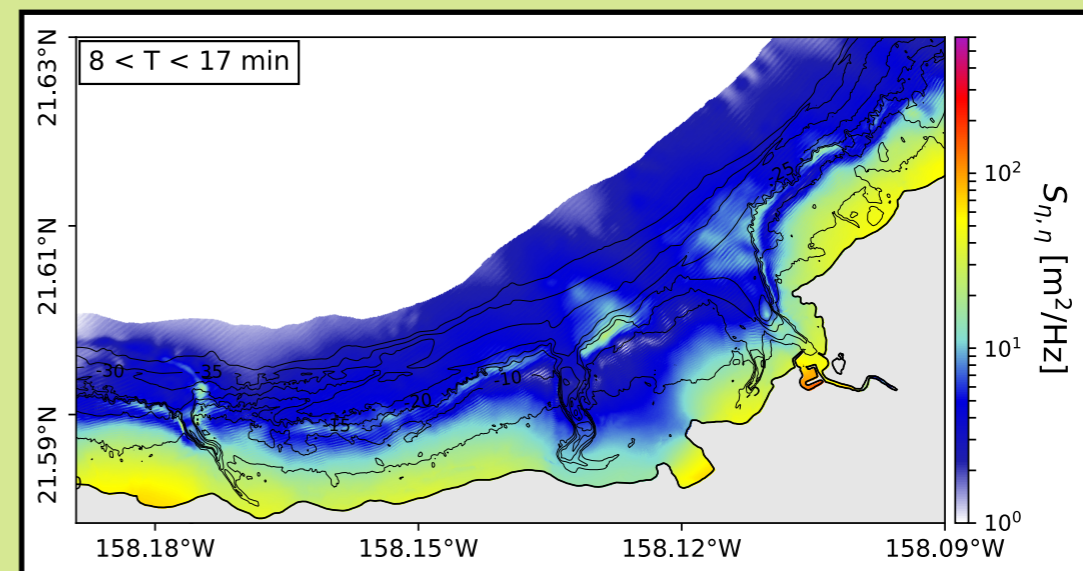 8 < T < 17 min
21.63°N
21.61°N
21.59°N
158.18°W
158.15°W
158.12°W
158.09°W
-30
-35
-15
20
-10
-25
10²
10¹
10⁰
Sη, η [m²/Hz]